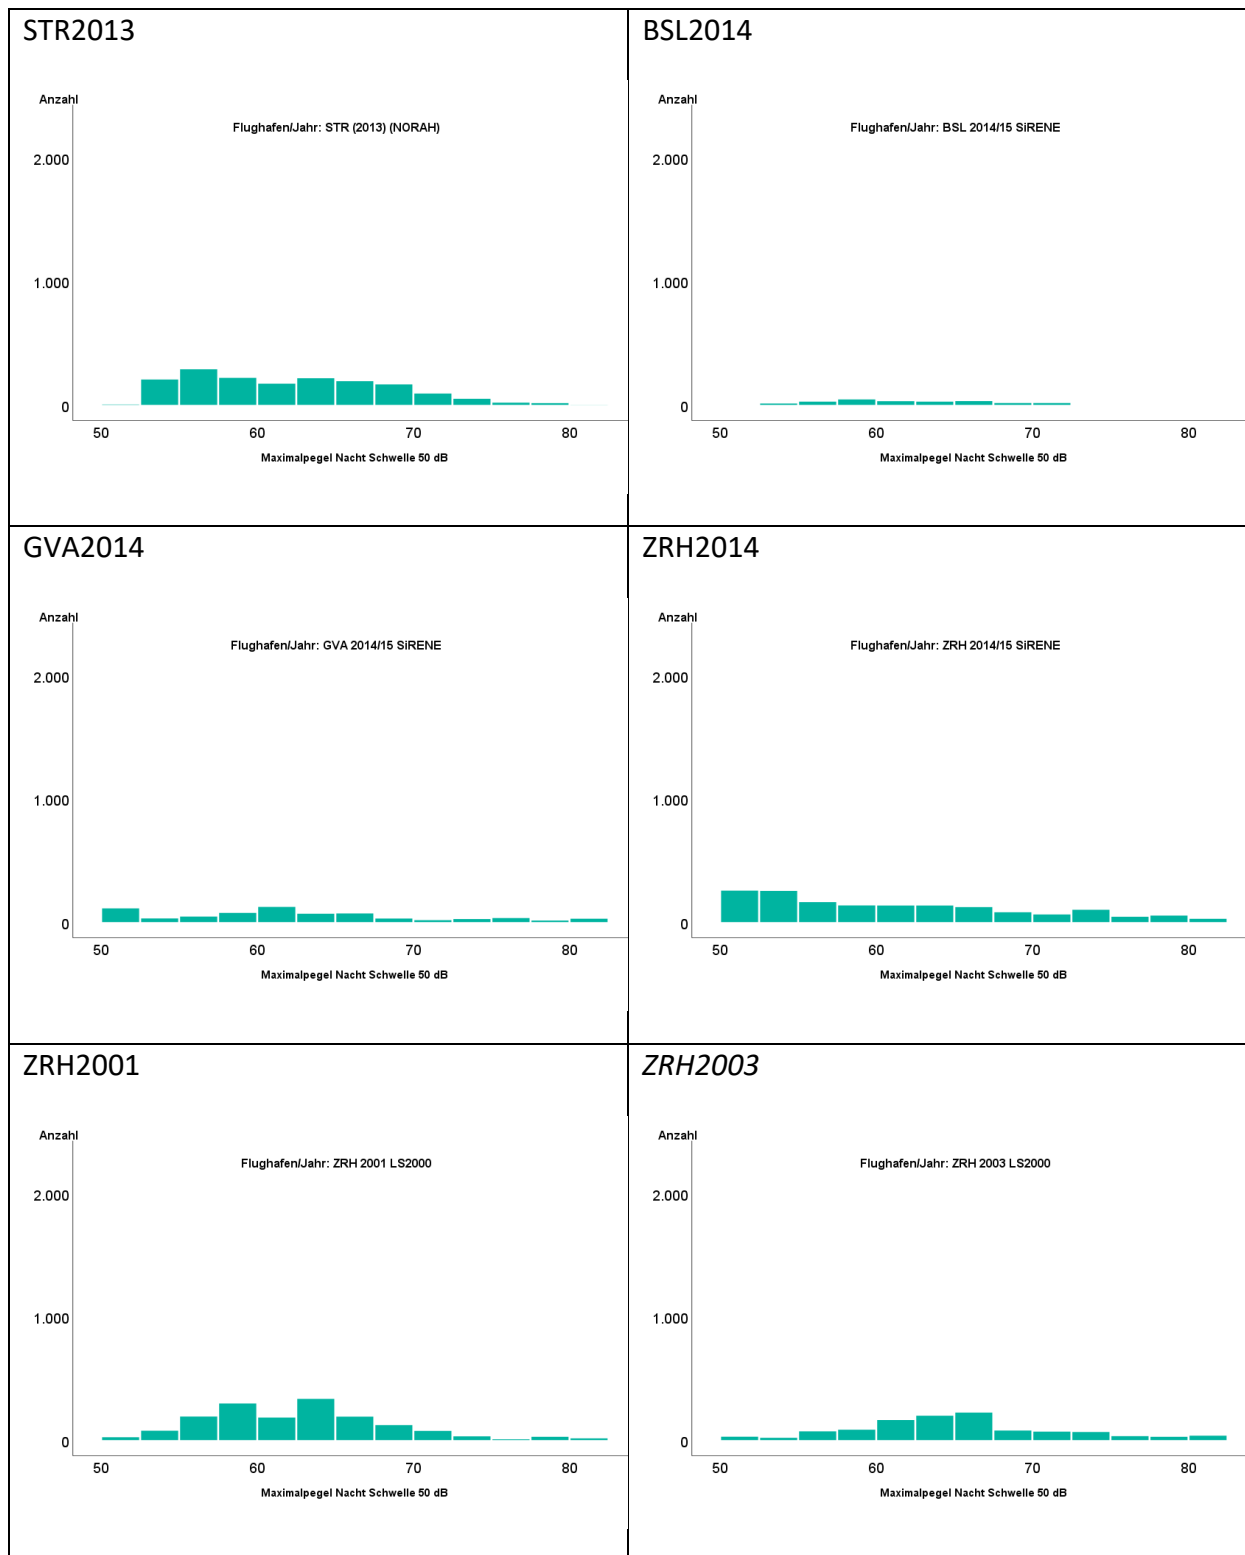 STR2013
Anzahl
Flughafen/Jahr: STR (2013) (NORAH)
2.000
1.000
0
50 60 70 80
Maximalpegel Nacht Schwelle 50 dB
BSL2014
Anzahl
Flughafen/Jahr: BSL 2014/15 SiRENE
2.000
1.000
0
50 60 70 80
Maximalpegel Nacht Schwelle 50 dB
GVA2014
Anzahl
Flughafen/Jahr: GVA 2014/15 SiRENE
2.000
1.000
0
50 60 70 80
Maximalpegel Nacht Schwelle 50 dB
ZRH2014
Anzahl
Flughafen/Jahr: ZRH 2014/15 SiRENE
2.000
1.000
0
50 60 70 80
Maximalpegel Nacht Schwelle 50 dB
ZRH2001
Anzahl
Flughafen/Jahr: ZRH 2001 LS2000
2.000
1.000
0
50 60 70 80
Maximalpegel Nacht Schwelle 50 dB
ZRH2003
Anzahl
Flughafen/Jahr: ZRH 2003 LS2000
2.000
1.000
0
50 60 70 80
Maximalpegel Nacht Schwelle 50 dB